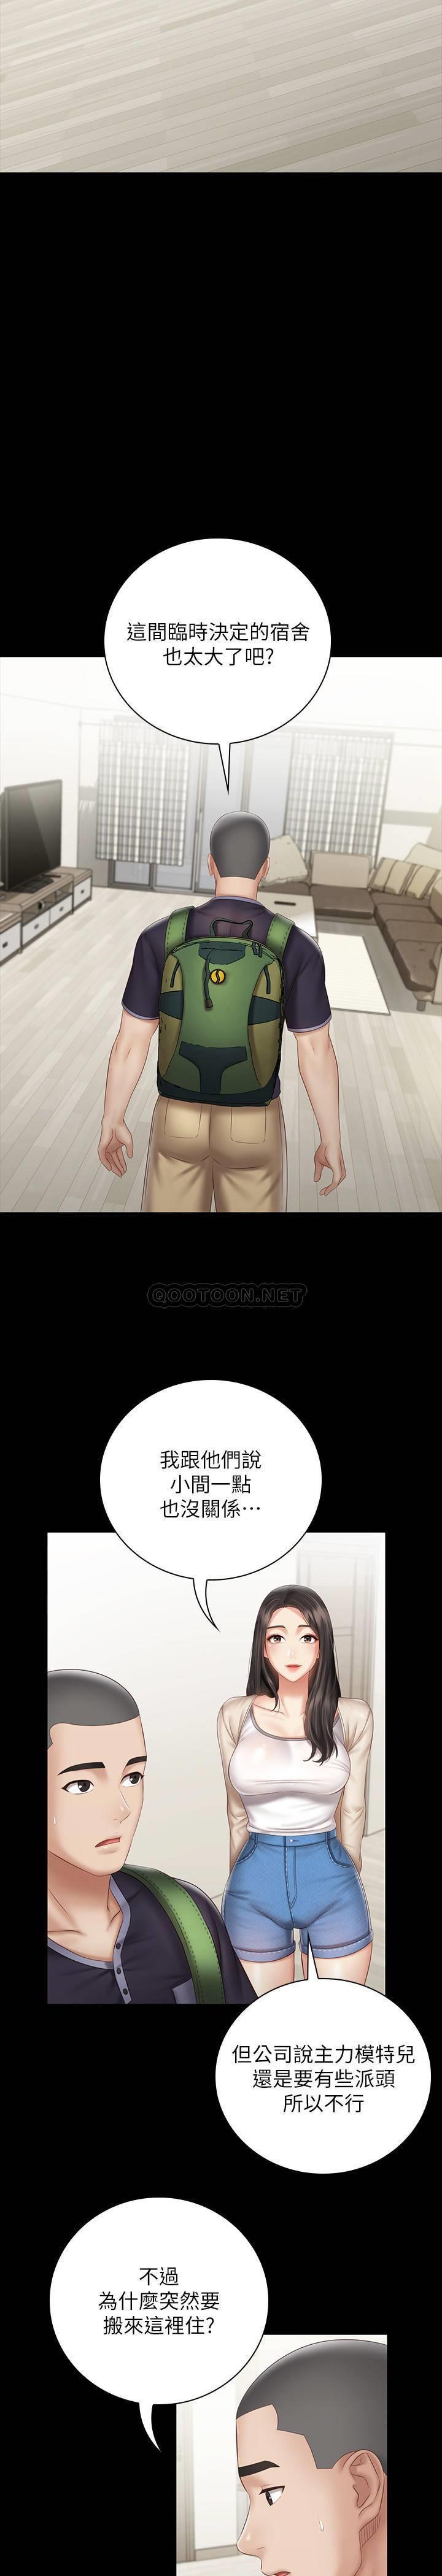 這間臨時決定的宿舍
也太大了吧?
QOOTOON.NET
我跟他們說
小間一點
也沒關係⋯
但公司說主力模特兒
還是要有些派頭
所以不行
不過
為什麼突然要
搬來這裡住?